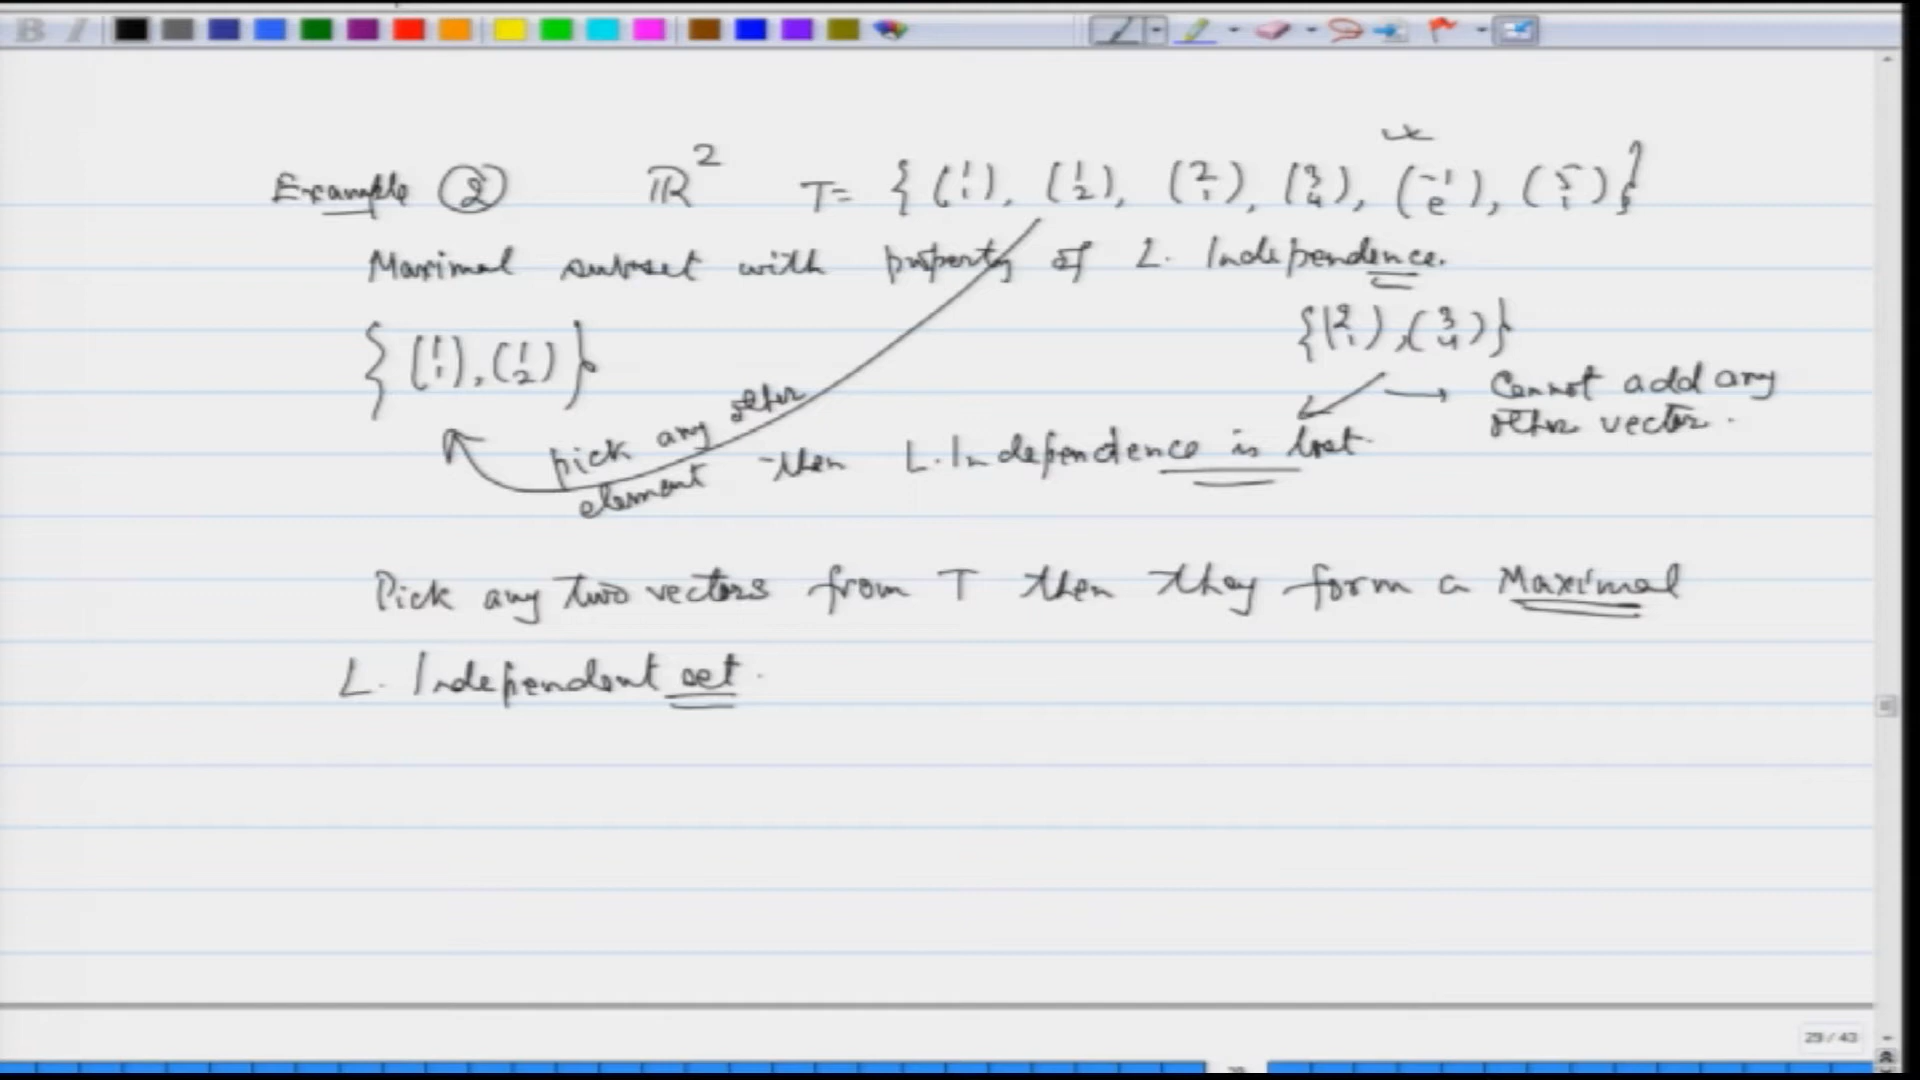 B I
Example ② ℝ² T= { (1 1), (1 2), (2 1), (3 4), (-1 e), (5 1) }
Maximal subset with property of L. Independence.
{ (1 1), (1 2) }
{ (2 1), (3 4) }
→ Cannot add any
other vector.
pick any other
element then L. Independence is lost.
Pick any two vectors from T then they form a Maximal
L. Independent set.
29 / 43